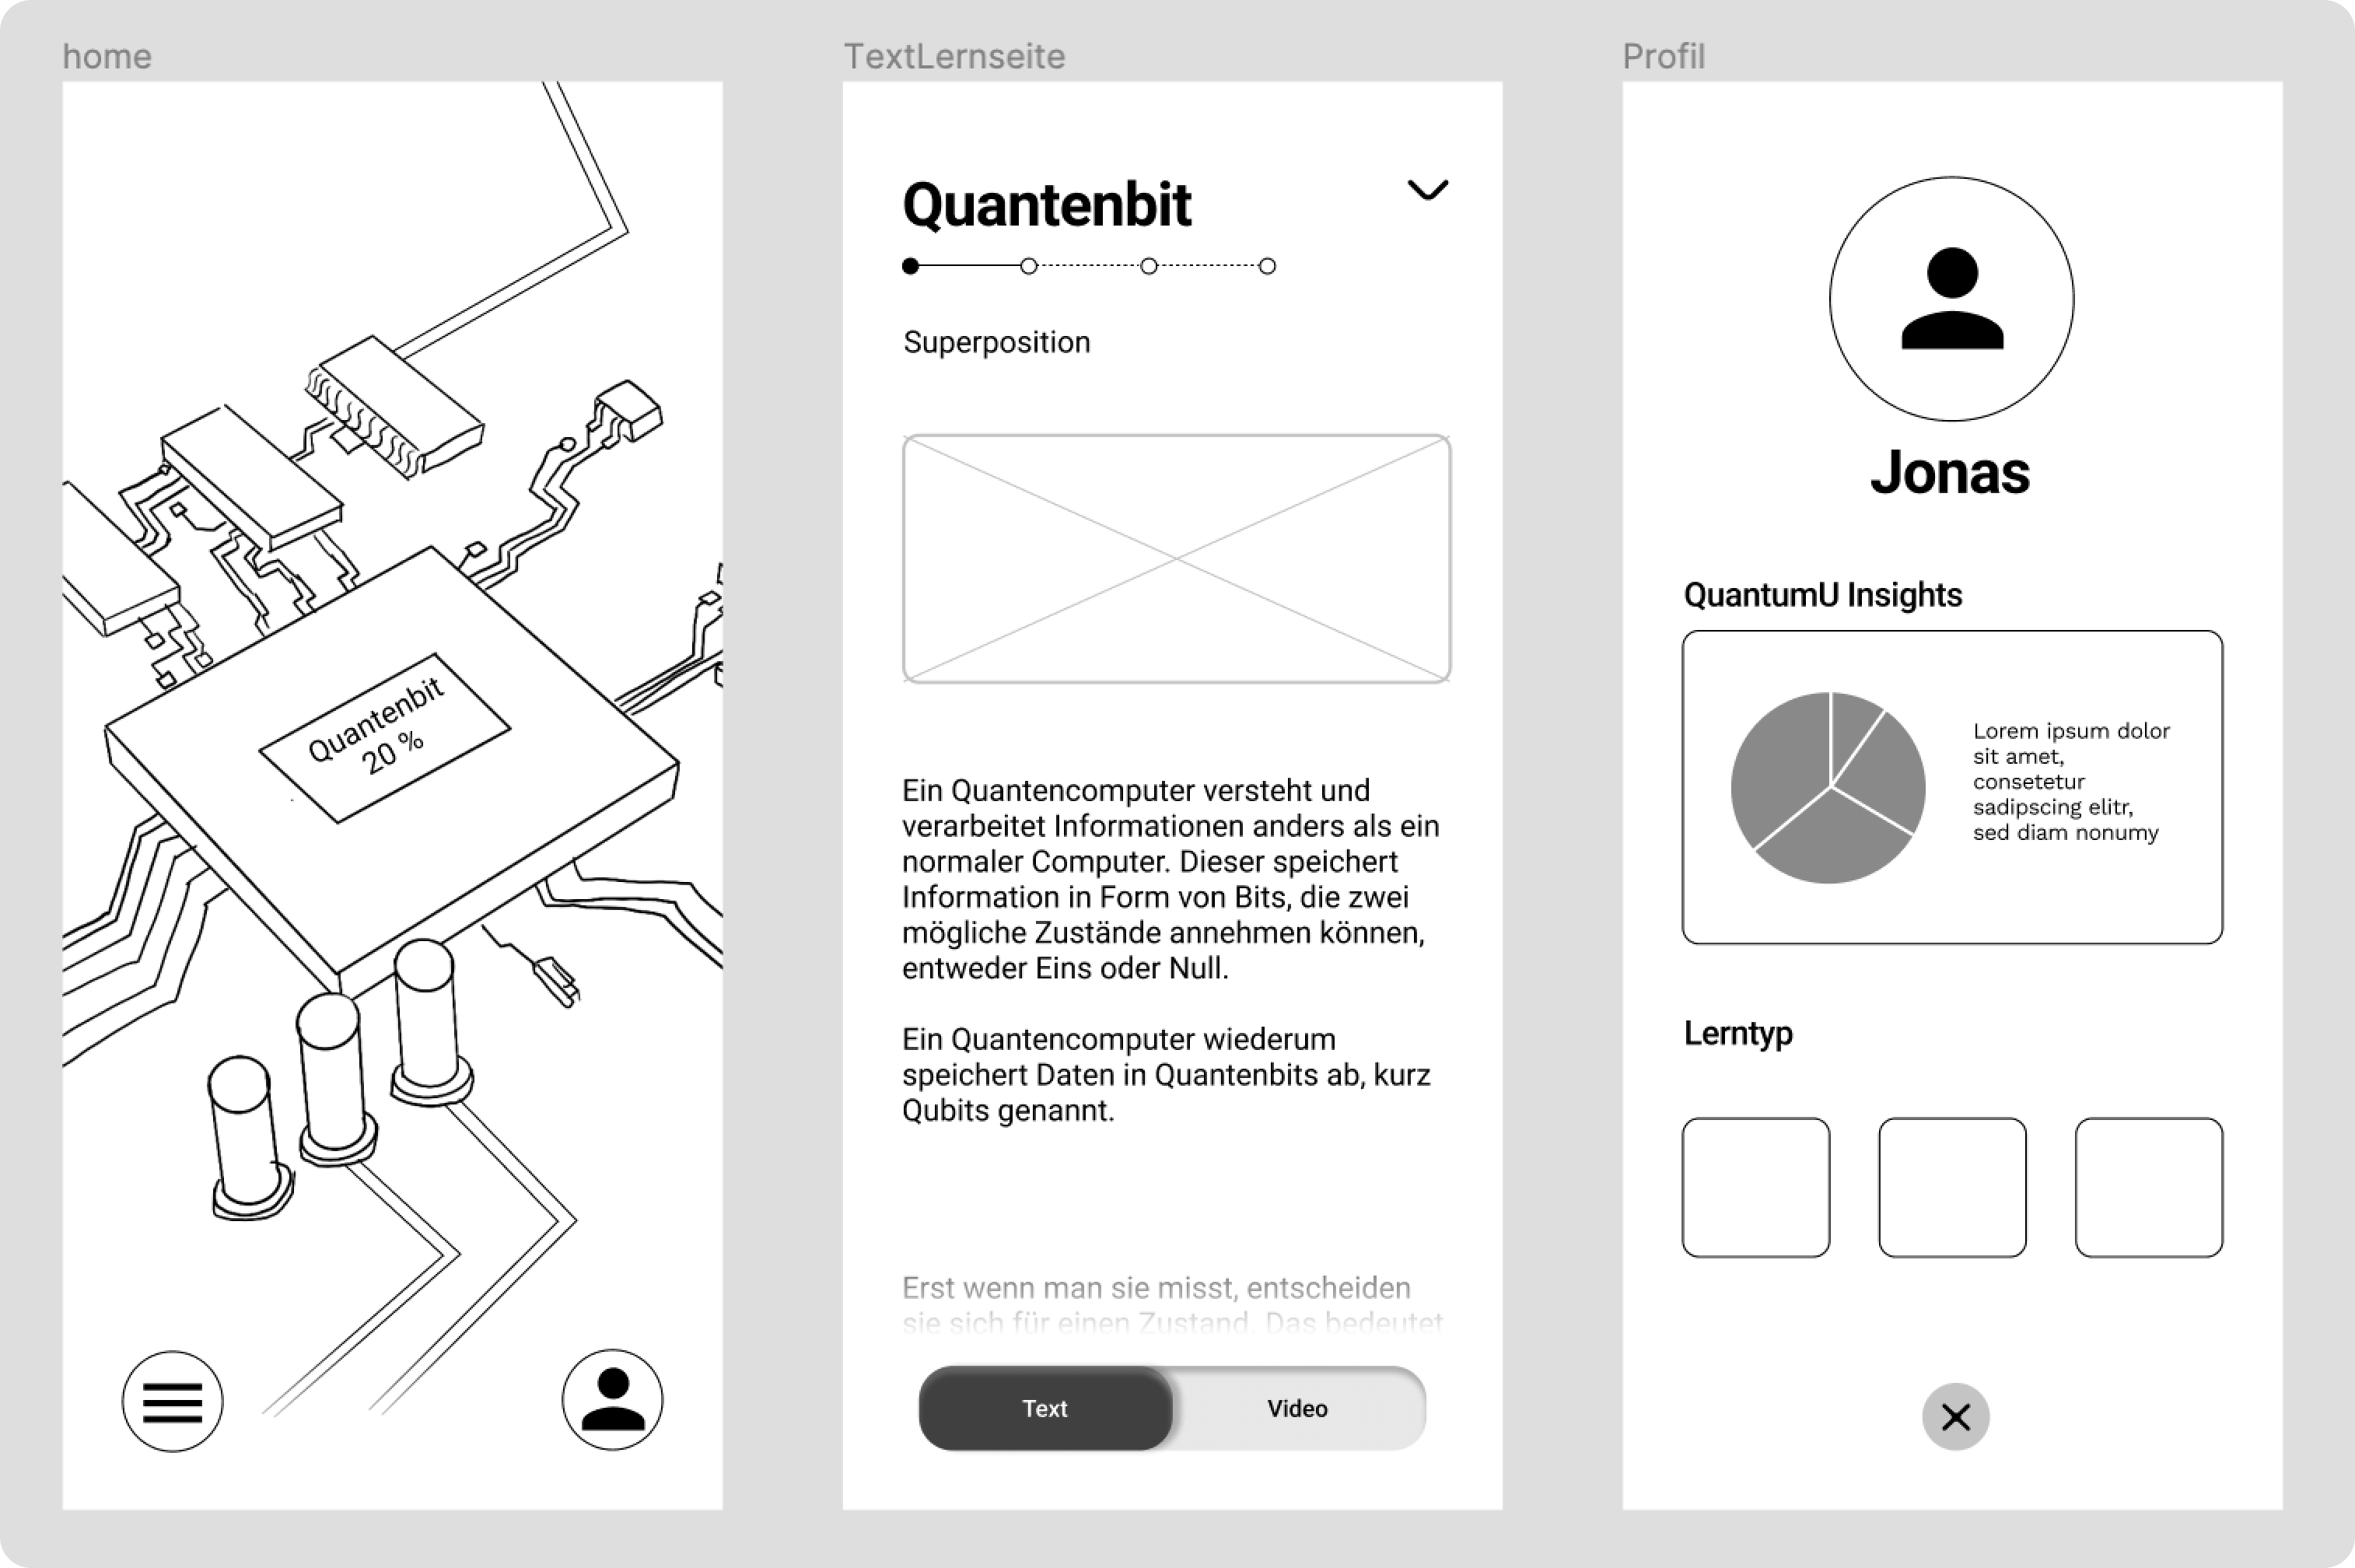 home
Quantenbit
20 %
TextLernseite
Quantenbit
Superposition
Ein Quantencomputer versteht und
verarbeitet Informationen anders als ein
normaler Computer. Dieser speichert
Information in Form von Bits, die zwei
mögliche Zustände annehmen können,
entweder Eins oder Null.
Ein Quantencomputer wiederum
speichert Daten in Quantenbits ab, kurz
Qubits genannt.
Erst wenn man sie misst, entscheiden
sie sich für einen Zustand. Das bedeutet
Text
Video
Profil
Jonas
QuantumU Insights
Lorem ipsum dolor
sit amet,
consetetur
sadipscing elitr,
sed diam nonumy
Lerntyp